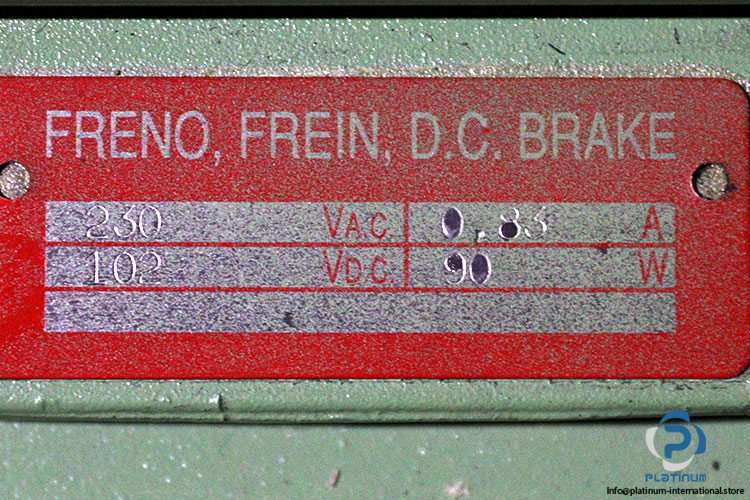 FRENO, FREIN, D.C. BRAKE
230 VA.C. 0,83 A
102 VD.C. 90 W
PLATINUM
Info@platinum-international.store